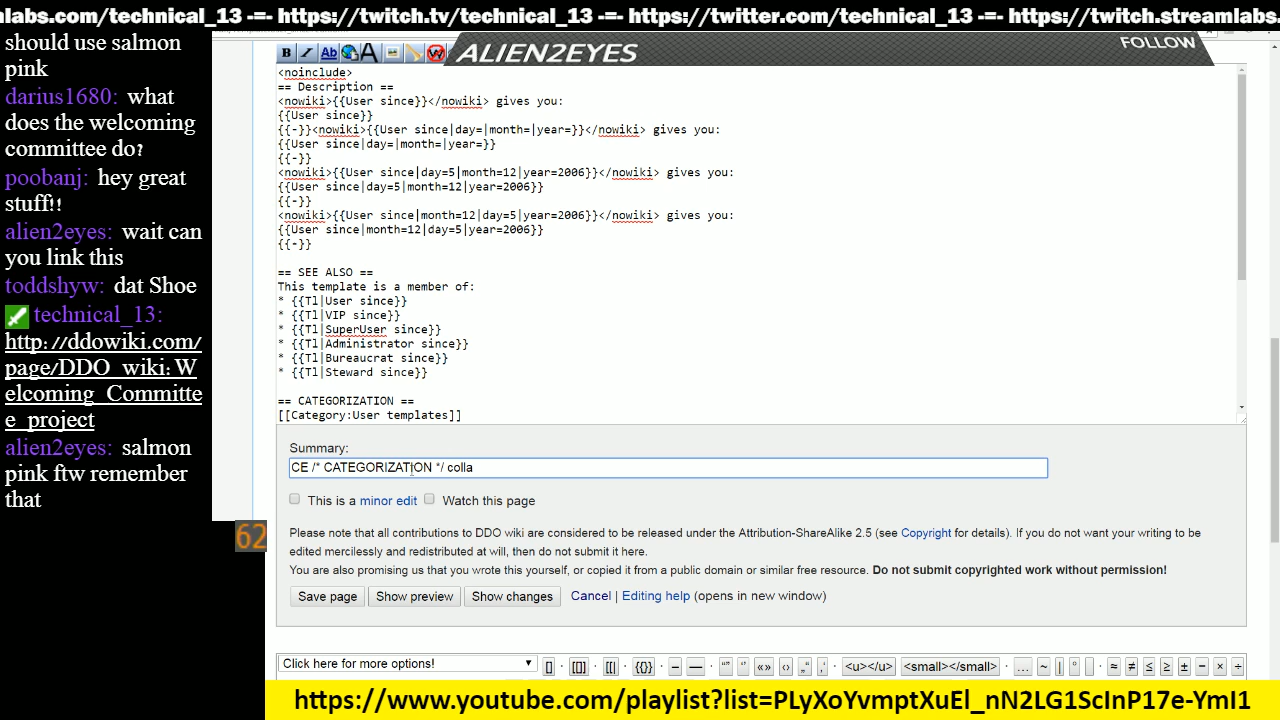 labs.com/technical_13 -=- https://twitch.tv/technical_13 -=- https://twitter.com/technical_13 -=- https://twitch.streamlabs.
should use salmon
pink
darius1680: what
does the welcoming
committee do?
poobanj: hey great
stuff!!
alien2eyes: wait can
you link this
toddshyw: dat Shoe
technical_13:
http://ddowiki.com/
page/DDO_wiki:W
elcoming_Committe
e_project
alien2eyes: salmon
pink ftw remember
that
62
B I Ab A
ALIEN2EYES
FOLLOW
<noinclude>
== Description ==
<nowiki>{{User since}}</nowiki> gives you:
{{User since}}
{{-}}<nowiki>{{User since|day=|month=|year=}}</nowiki> gives you:
{{User since|day=|month=|year=}}
{{-}}
<nowiki>{{User since|day=5|month=12|year=2006}}</nowiki> gives you:
{{User since|day=5|month=12|year=2006}}
{{-}}
<nowiki>{{User since|month=12|day=5|year=2006}}</nowiki> gives you:
{{User since|month=12|day=5|year=2006}}
{{-}}
== SEE ALSO ==
This template is a member of:
* {{Tl|User since}}
* {{Tl|VIP since}}
* {{Tl|SuperUser since}}
* {{Tl|Administrator since}}
* {{Tl|Bureaucrat since}}
* {{Tl|Steward since}}
== CATEGORIZATION ==
[[Category:User templates]]
Summary:
CE /* CATEGORIZATION */ colla
This is a minor edit Watch this page
Please note that all contributions to DDO wiki are considered to be released under the Attribution-ShareAlike 2.5 (see Copyright for details). If you do not want your writing to be
edited mercilessly and redistributed at will, then do not submit it here.
You are also promising us that you wrote this yourself, or copied it from a public domain or similar free resource. Do not submit copyrighted work without permission!
Save page Show preview Show changes Cancel | Editing help (opens in new window)
Click here for more options! [] · [[]] · [[| · {{}} · – — · “” ‘’ «» ‹› „“ ‚‘ · <u></u> · <small></small> · … ~ | ° · ≈ ≠ ≤ ≥ ± − × ÷
https://www.youtube.com/playlist?list=PLyXoYvmptXuEl_nN2LG1ScInP17e-YmI1